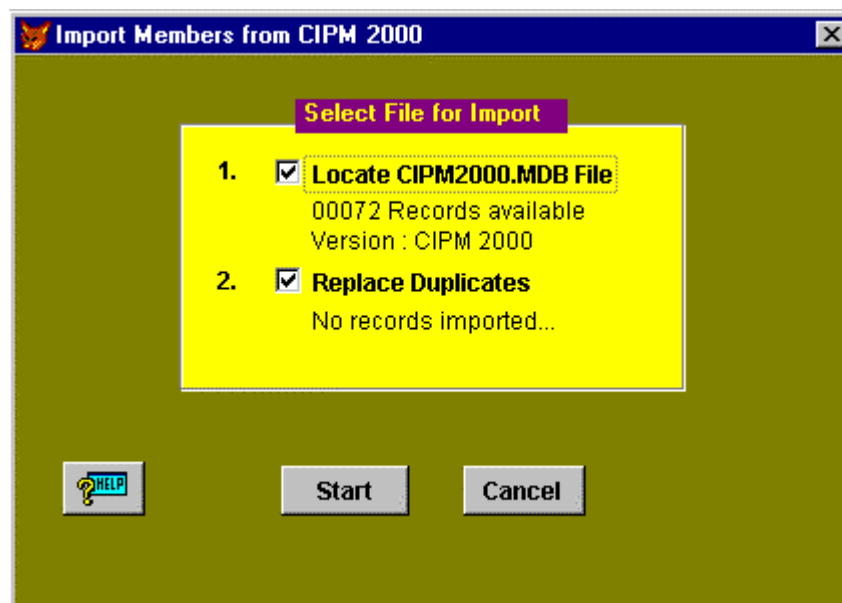 Import Members from CIPM 2000
Select File for Import
1. Locate CIPM2000.MDB File
00072 Records available
Version : CIPM 2000
2. Replace Duplicates
No records imported...
?HELP Start Cancel